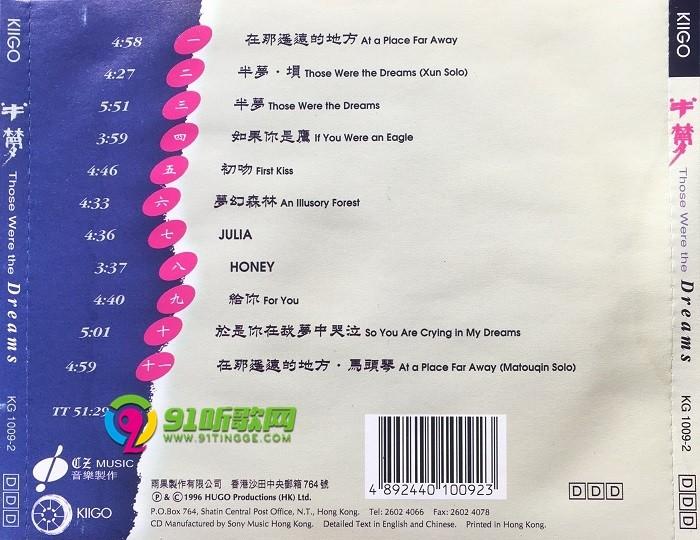 KIIGO
半夢
Those Were the Dreams
KG 1009-2
DDD
4:58 一 在那遙遠的地方 At a Place Far Away
4:27 二 半夢·塤 Those Were the Dreams (Xun Solo)
5:51 三 半夢 Those Were the Dreams
3:59 四 如果你是鷹 If You Were an Eagle
4:46 五 初吻 First Kiss
4:33 六 夢幻森林 An Illusory Forest
4:36 七 JULIA
3:37 八 HONEY
4:40 九 給你 For You
5:01 十 於是你在我夢中哭泣 So You Are Crying in My Dreams
4:59 十一 在那遙遠的地方·馬頭琴 At a Place Far Away (Matouqin Solo)
TT 51:29
91听歌网
WWW.91TINGGE.COM
CZ MUSIC
音樂製作
KIIGO
雨果製作有限公司 香港沙田中央郵箱764號
Ⓟ & © 1996 HUGO Productions (HK) Ltd.
P.O.Box 794, Shatin Central Post Office, N.T., Hong Kong. Tel: 2602 4066 Fax: 2602 4078
CD Manufactured by Sony Music Hong Kong. Detailed Text in English and Chinese. Printed in Hong Kong.
4 892440 100923
DDD
KIIGO
半夢
Those Were the Dreams
KG 1009-2
DDD